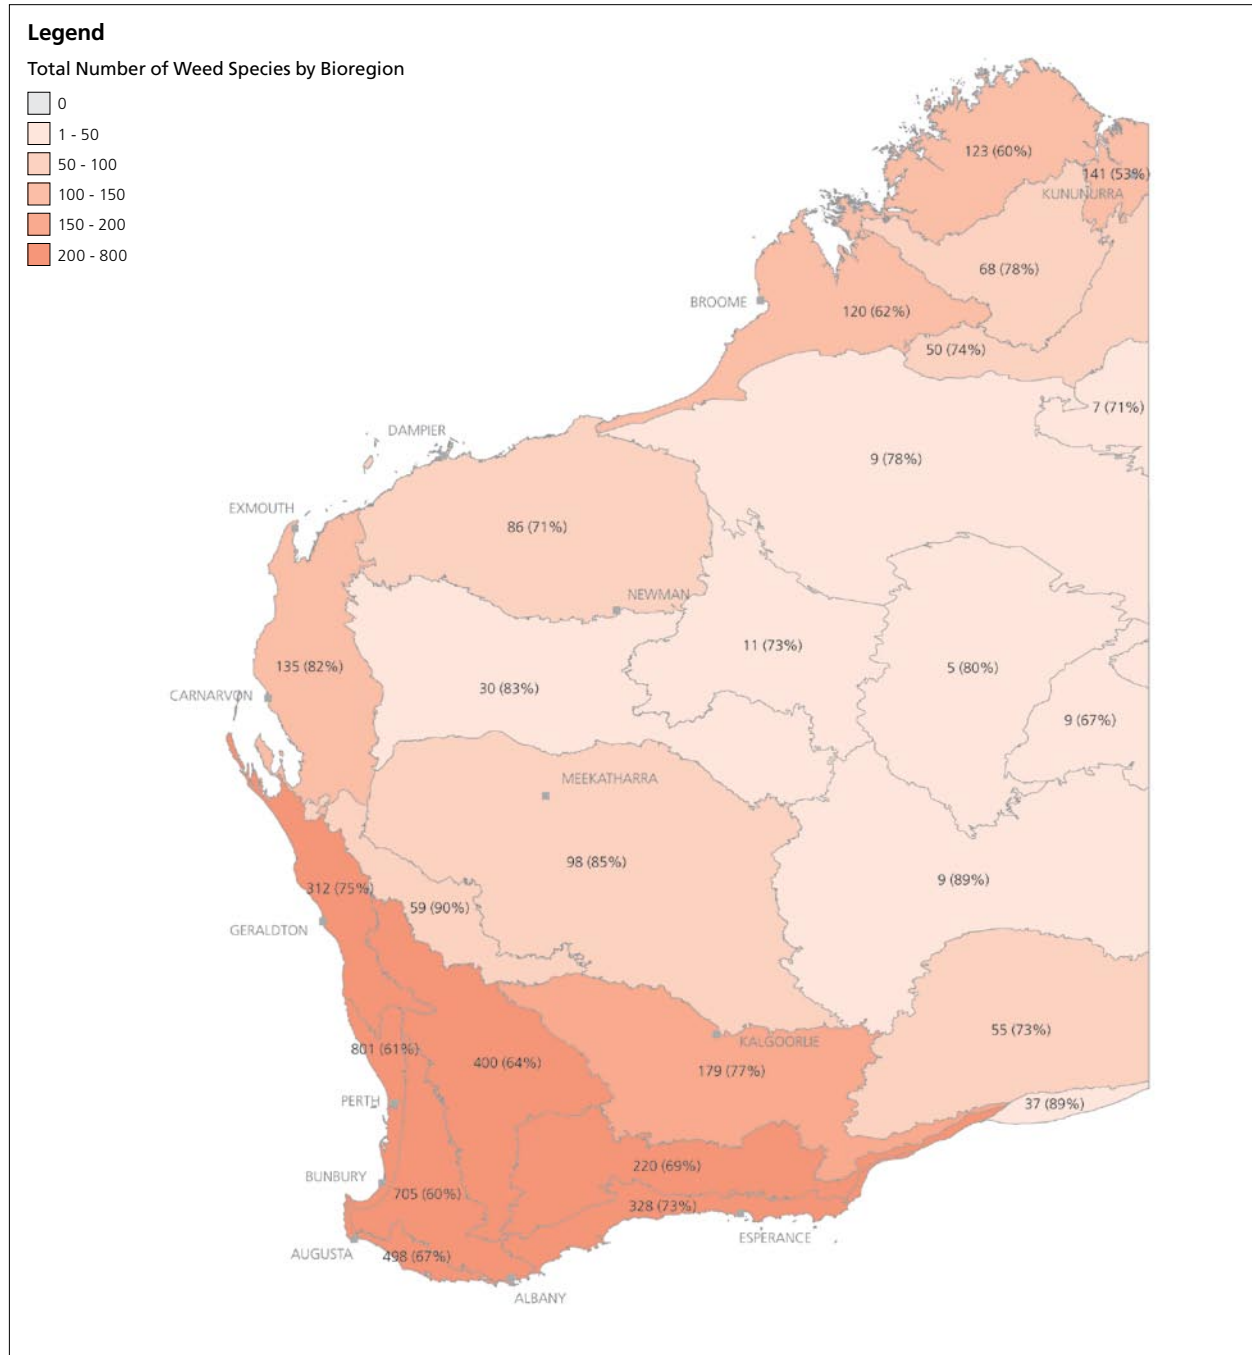 Legend
Total Number of Weed Species by Bioregion
0
1 - 50
50 - 100
100 - 150
150 - 200
200 - 800
123 (60%)
141 (53%)
KUNUNURRA
68 (78%)
BROOME
120 (62%)
50 (74%)
7 (71%)
DAMPIER
9 (78%)
EXMOUTH
86 (71%)
NEWMAN
11 (73%)
135 (82%)
5 (80%)
30 (83%)
CARNARVON
9 (67%)
MEEKATHARRA
98 (85%)
9 (89%)
312 (75%)
59 (90%)
GERALDTON
55 (73%)
KALGOORLIE
801 (61%)
400 (64%)
179 (77%)
PERTH
37 (89%)
220 (69%)
BUNBURY
705 (60%)
328 (73%)
ESPERANCE
AUGUSTA
498 (67%)
ALBANY